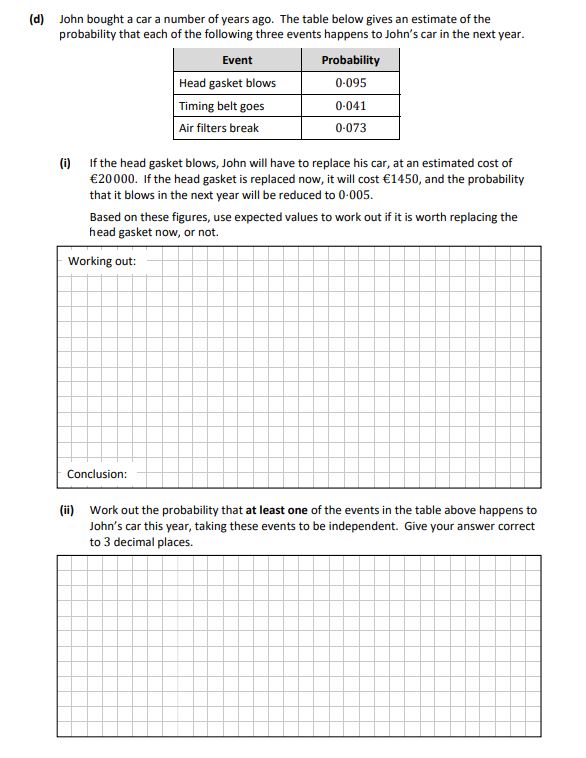 (d) John bought a car a number of years ago. The table below gives an estimate of the
probability that each of the following three events happens to John's car in the next year.
Event Probability
Head gasket blows 0·095
Timing belt goes 0·041
Air filters break 0·073
(i) If the head gasket blows, John will have to replace his car, at an estimated cost of
€20 000. If the head gasket is replaced now, it will cost €1450, and the probability
that it blows in the next year will be reduced to 0·005.
Based on these figures, use expected values to work out if it is worth replacing the
head gasket now, or not.
Working out:
Conclusion:
(ii) Work out the probability that at least one of the events in the table above happens to
John's car this year, taking these events to be independent. Give your answer correct
to 3 decimal places.